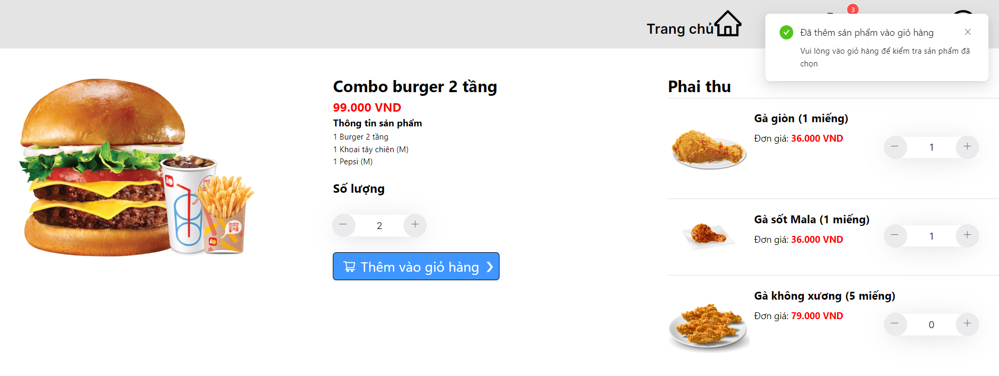 Trang chủ
3
Đã thêm sản phẩm vào giỏ hàng
Vui lòng vào giỏ hàng để kiểm tra sản phẩm đã
chọn
Combo burger 2 tầng
99.000 VND
Thông tin sản phẩm
1 Burger 2 tầng
1 Khoai tây chiên (M)
1 Pepsi (M)
Số lượng
2
Thêm vào giỏ hàng
Phai thu
Gà giòn (1 miếng)
Đơn giá: 36.000 VND
1
Gà sốt Mala (1 miếng)
Đơn giá: 36.000 VND
1
Gà không xương (5 miếng)
Đơn giá: 79.000 VND
0